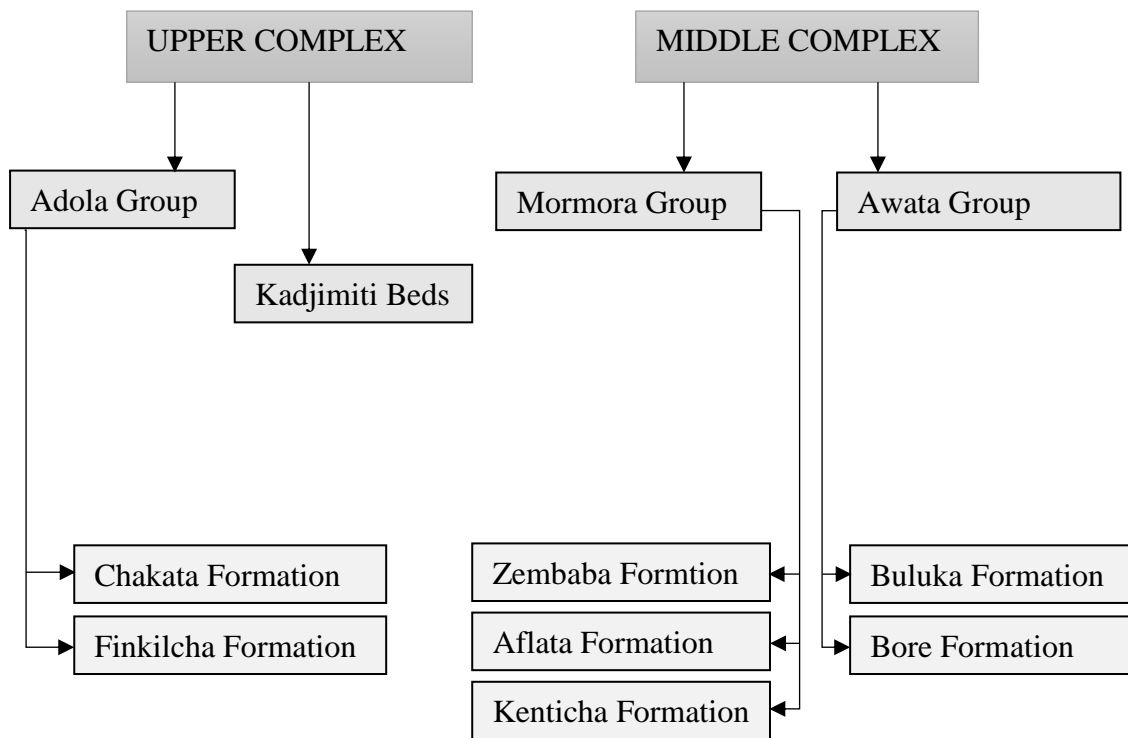 UPPER COMPLEX
MIDDLE COMPLEX
Adola Group
Mormora Group
Awata Group
Kadjimiti Beds
Chakata Formation
Zembaba Formtion
Buluka Formation
Finkilcha Formation
Aflata Formation
Bore Formation
Kenticha Formation